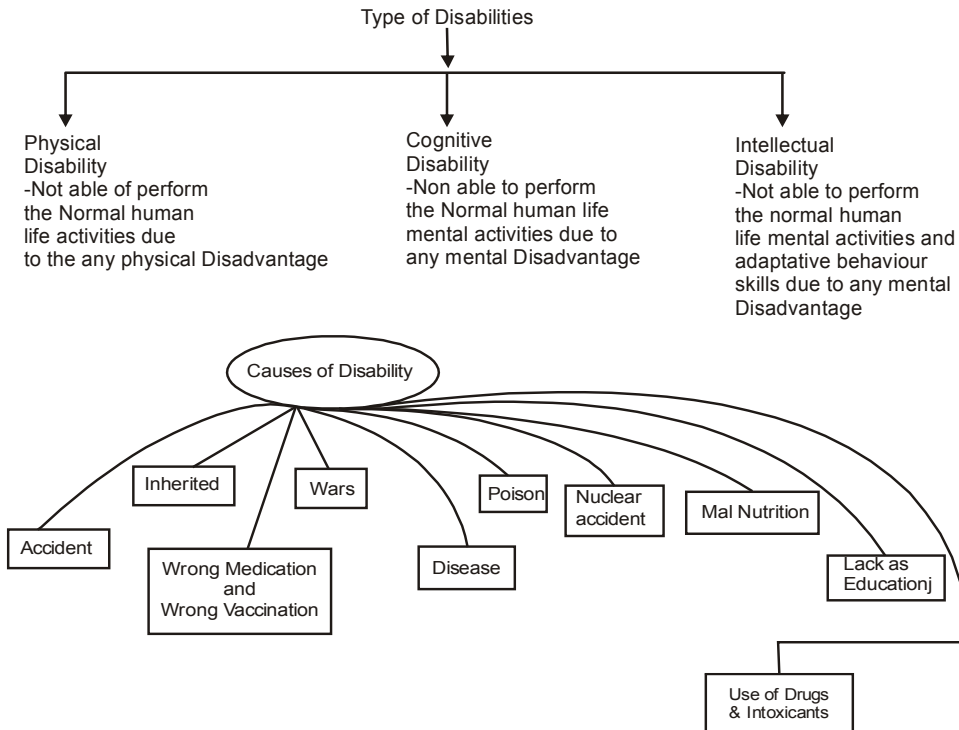 Type of Disabilities
Physical
Disability
-Not able of perform
the Normal human
life activities due
to the any physical Disadvantage
Cognitive
Disability
-Non able to perform
the Normal human life
mental activities due to
any mental Disadvantage
Intellectual
Disability
-Not able to perform
the normal human
life mental activities and
adaptative behaviour
skills due to any mental
Disadvantage
Causes of Disability
Accident
Inherited
Wrong Medication
and
Wrong Vaccination
Wars
Disease
Poison
Nuclear
accident
Mal Nutrition
Lack as
Educationj
Use of Drugs
& Intoxicants